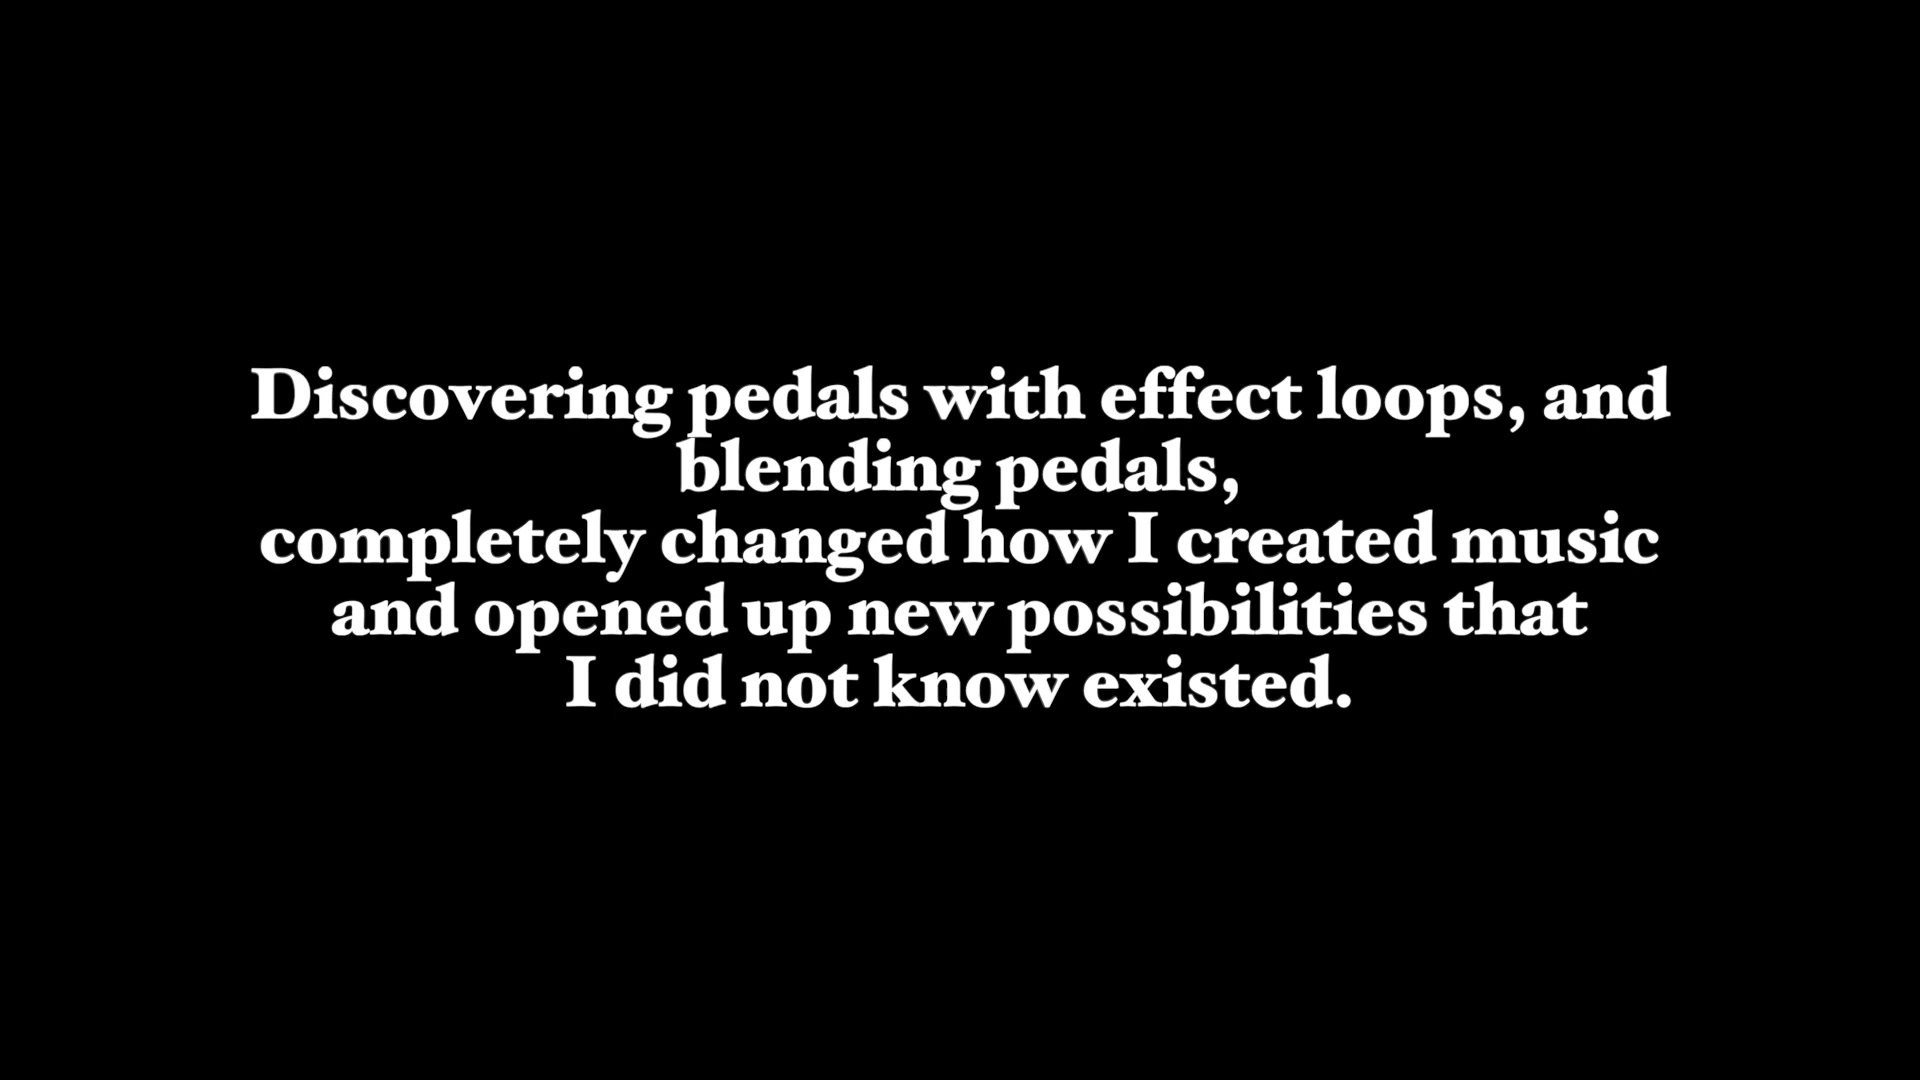 Discovering pedals with effect loops, and
blending pedals,
completely changed how I created music
and opened up new possibilities that
I did not know existed.